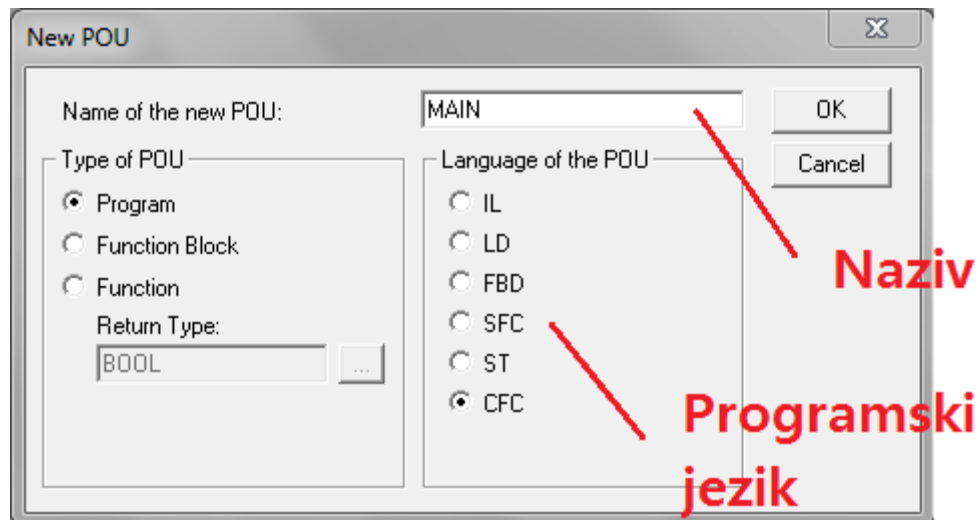 New POU
Name of the new POU:
MAIN
OK
Cancel
Type of POU
Program
Function Block
Function
Return Type:
BOOL
...
Language of the POU
IL
LD
FBD
SFC
ST
CFC
Naziv
Programski
jezik